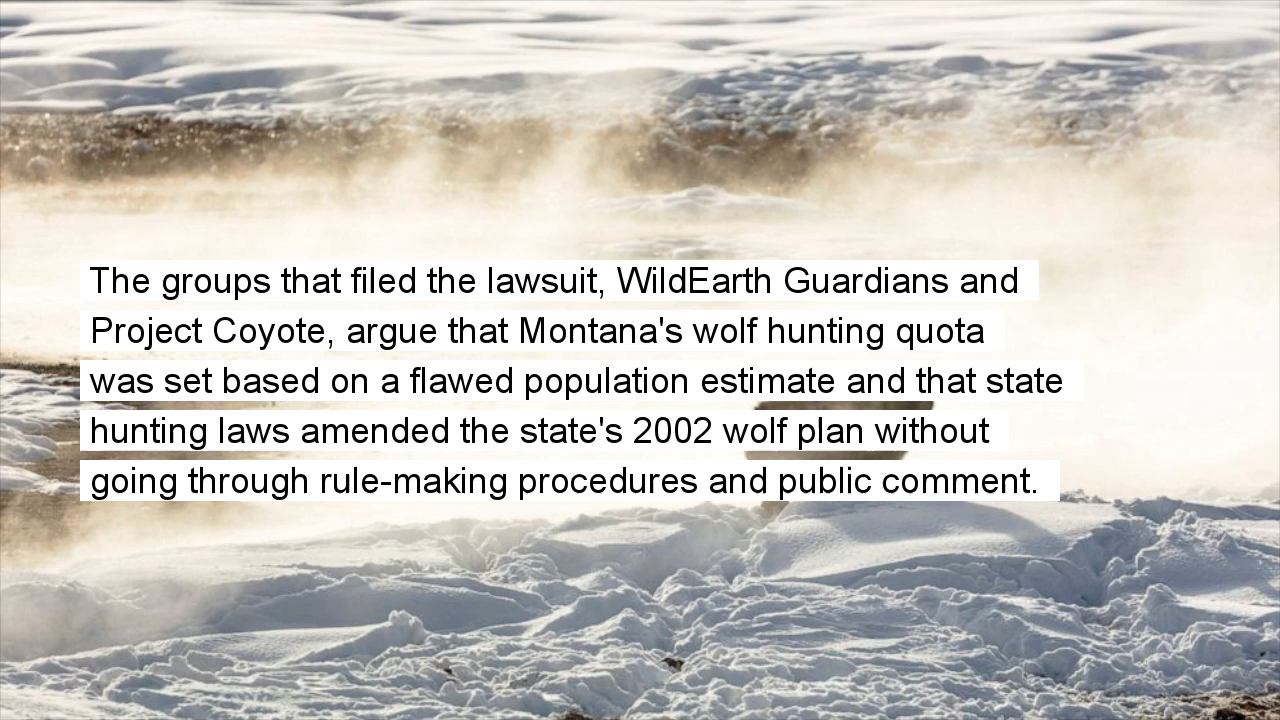 The groups that filed the lawsuit, WildEarth Guardians and
Project Coyote, argue that Montana's wolf hunting quota
was set based on a flawed population estimate and that state
hunting laws amended the state's 2002 wolf plan without
going through rule-making procedures and public comment.